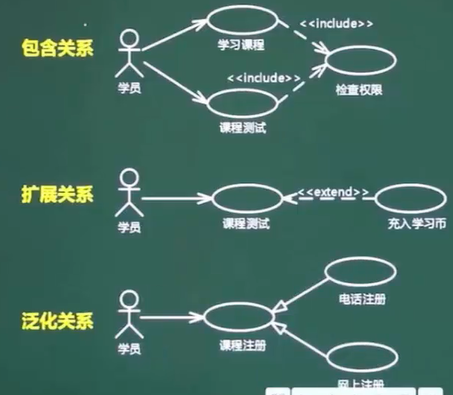 包含关系
学员
学习课程
<<include>>
<<include>>
检查权限
课程测试
扩展关系
学员
课程测试
<<extend>>
充入学习币
泛化关系
学员
课程注册
电话注册
网上注册